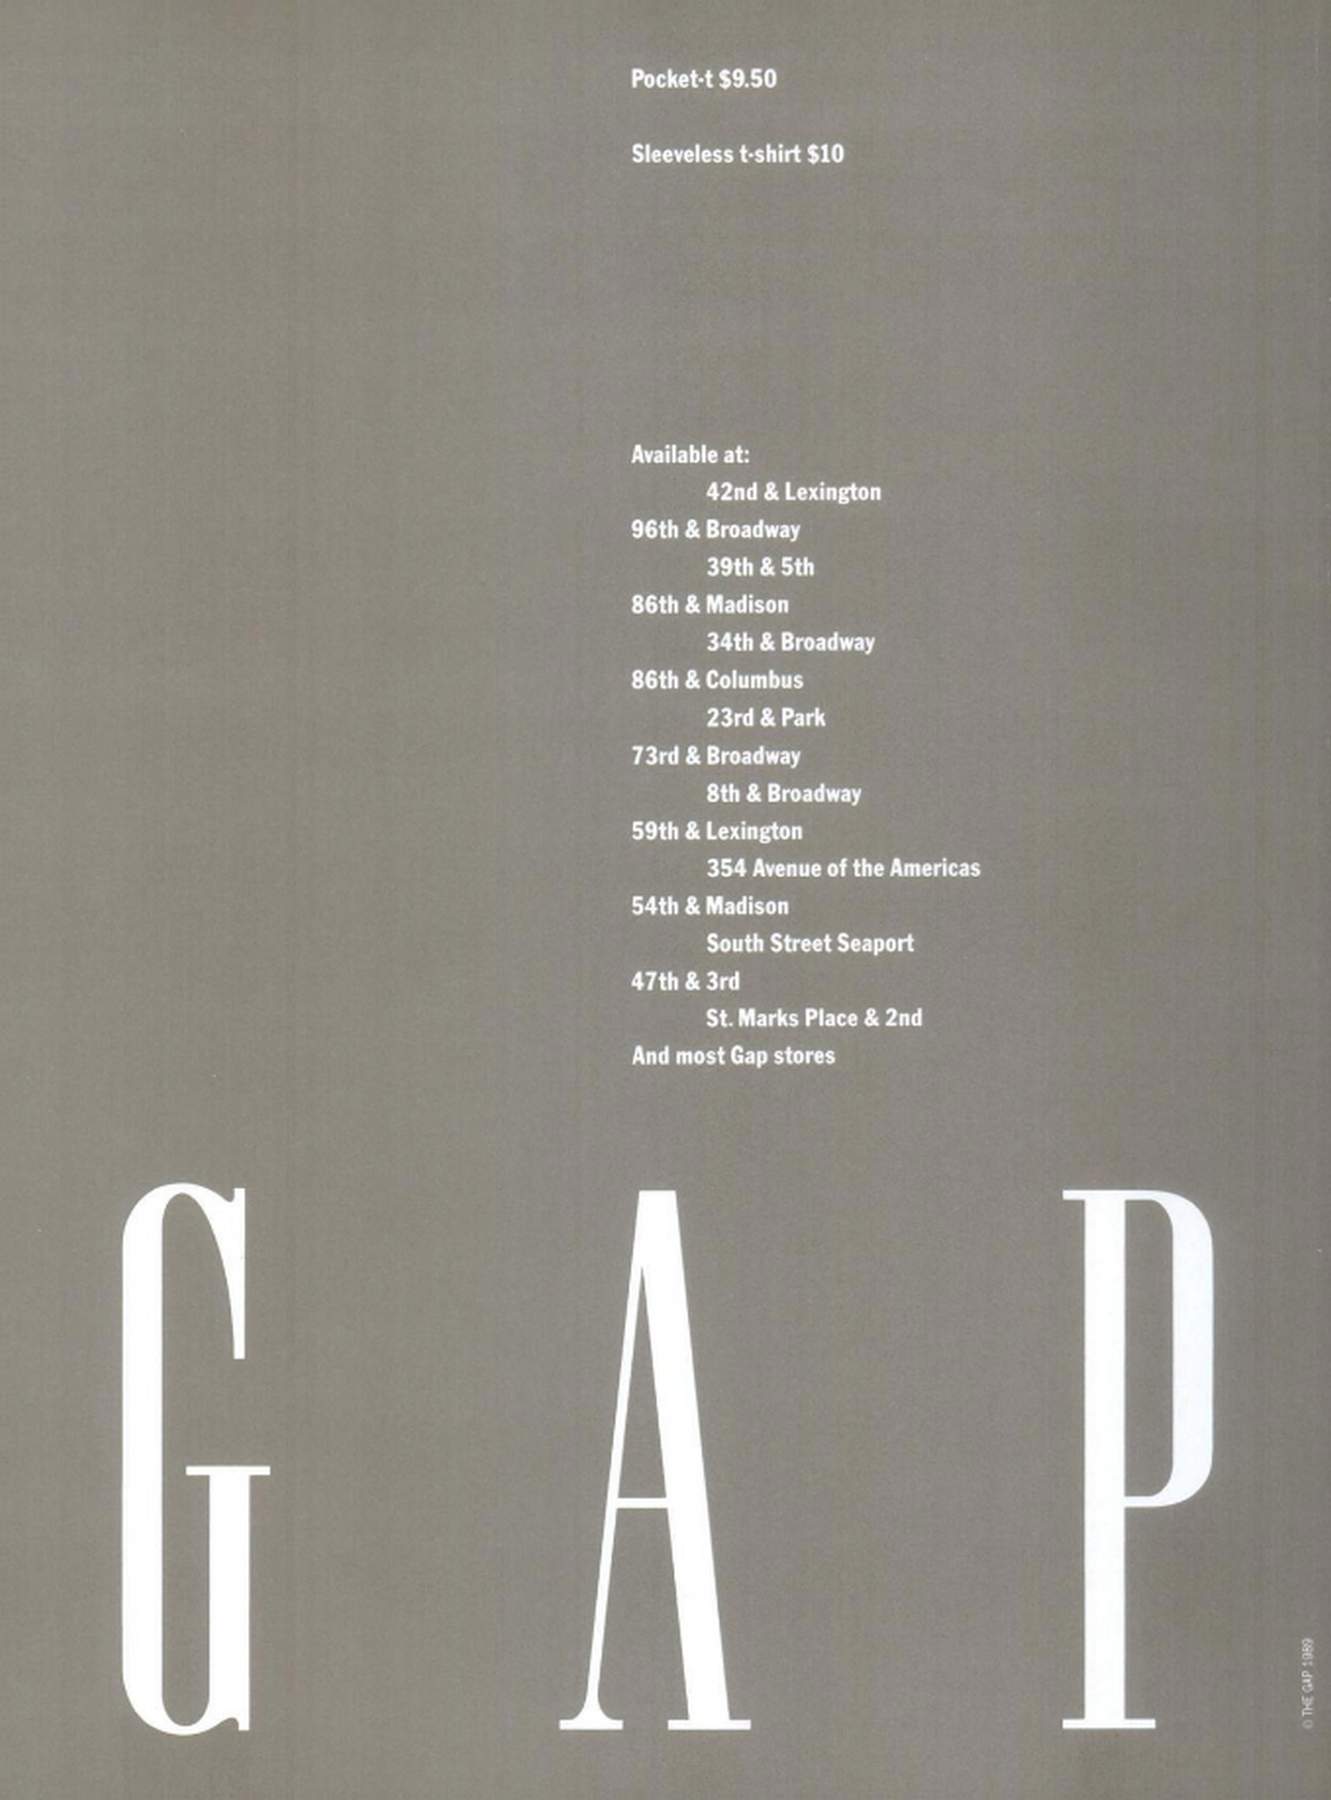 Pocket-t $9.50
Sleeveless t-shirt $10
Available at:
42nd & Lexington
96th & Broadway
39th & 5th
86th & Madison
34th & Broadway
86th & Columbus
23rd & Park
73rd & Broadway
8th & Broadway
59th & Lexington
354 Avenue of the Americas
54th & Madison
South Street Seaport
47th & 3rd
St. Marks Place & 2nd
And most Gap stores
GAP
© THE GAP 1989